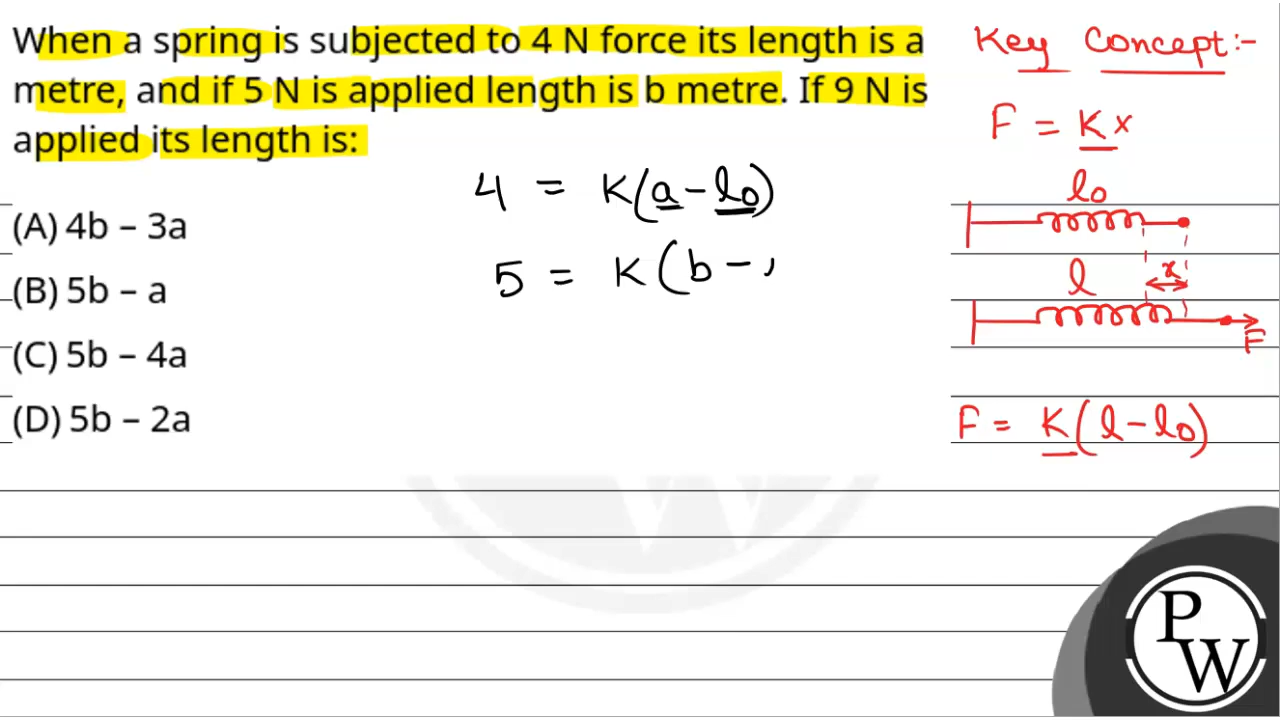 When a spring is subjected to 4 N force its length is a
metre, and if 5 N is applied length is b metre. If 9 N is
applied its length is:
(A) 4b – 3a
(B) 5b – a
(C) 5b – 4a
(D) 5b – 2a
4 = K(a – l₀)
5 = K(b –
Key Concept:-
F = Kx
l₀
l
x
F
F = K(l – l₀)
PW